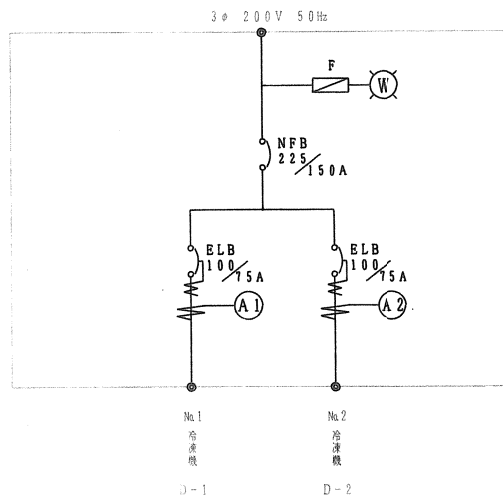 3φ 200V 50Hz
F
W
NFB
225/150A
ELB
100/75A
A1
ELB
100/75A
A2
No.1
冷凍機
D-1
No.2
冷凍機
D-2